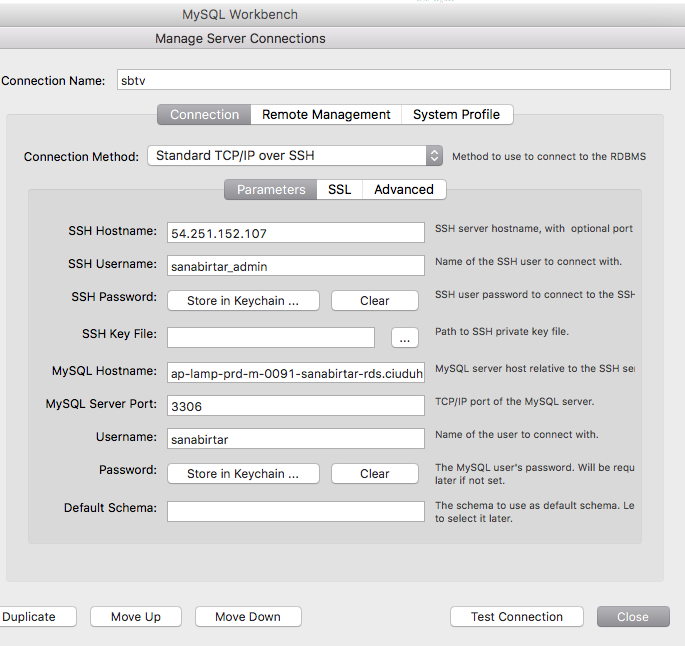 MySQL Workbench
Manage Server Connections
Connection Name: sbtv
Connection Remote Management System Profile
Connection Method: Standard TCP/IP over SSH Method to use to connect to the RDBMS
Parameters SSL Advanced
SSH Hostname: 54.251.152.107 SSH server hostname, with optional port
SSH Username: sanabirtar_admin Name of the SSH user to connect with.
SSH Password: Store in Keychain ... Clear SSH user password to connect to the SSH
SSH Key File: ... Path to SSH private key file.
MySQL Hostname: ap-lamp-prd-m-0091-sanabirtar-rds.ciuduh MySQL server host relative to the SSH se
MySQL Server Port: 3306 TCP/IP port of the MySQL server.
Username: sanabirtar Name of the user to connect with.
Password: Store in Keychain ... Clear The MySQL user's password. Will be requ
later if not set.
Default Schema: The schema to use as default schema. Le
to select it later.
Duplicate Move Up Move Down Test Connection Close